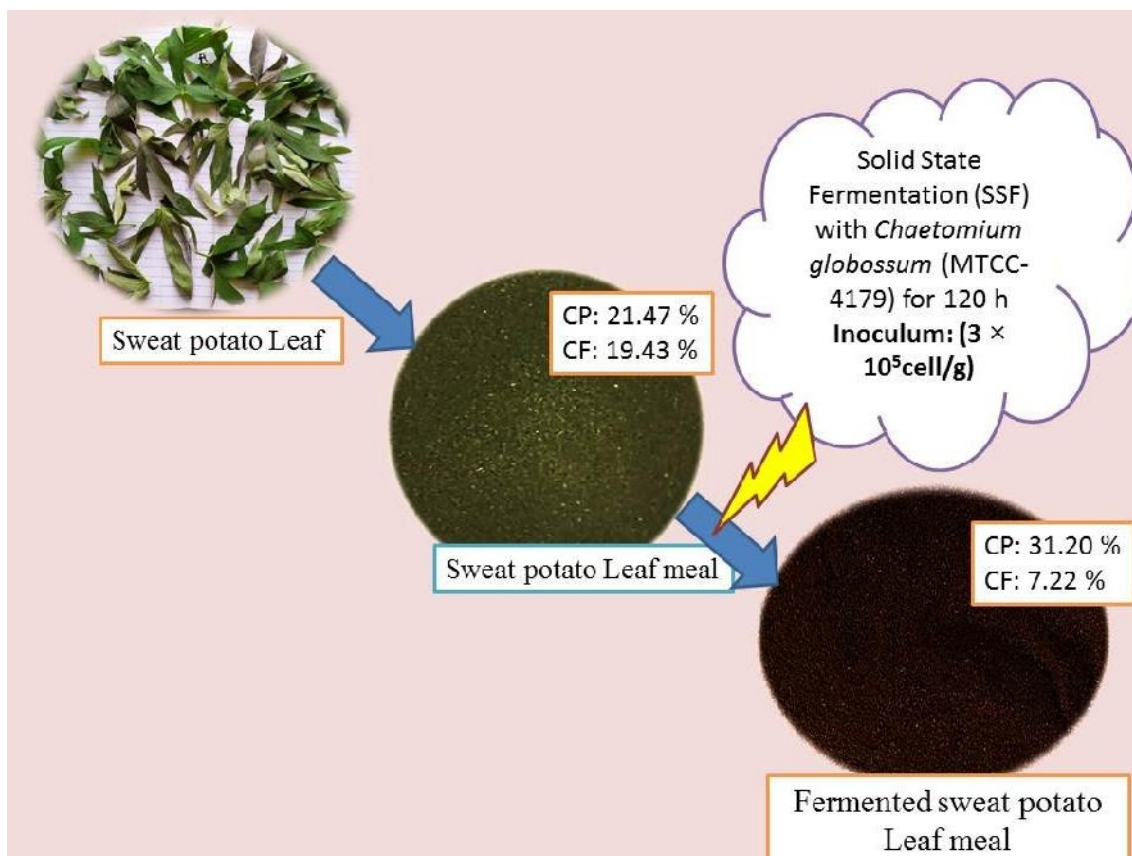 Sweat potato Leaf
CP: 21.47 %
CF: 19.43 %
Sweat potato Leaf meal
Solid State
Fermentation (SSF)
with Chaetomium
globossum (MTCC-
4179) for 120 h
Inoculum: (3 ×
10⁵cell/g)
CP: 31.20 %
CF: 7.22 %
Fermented sweat potato
Leaf meal